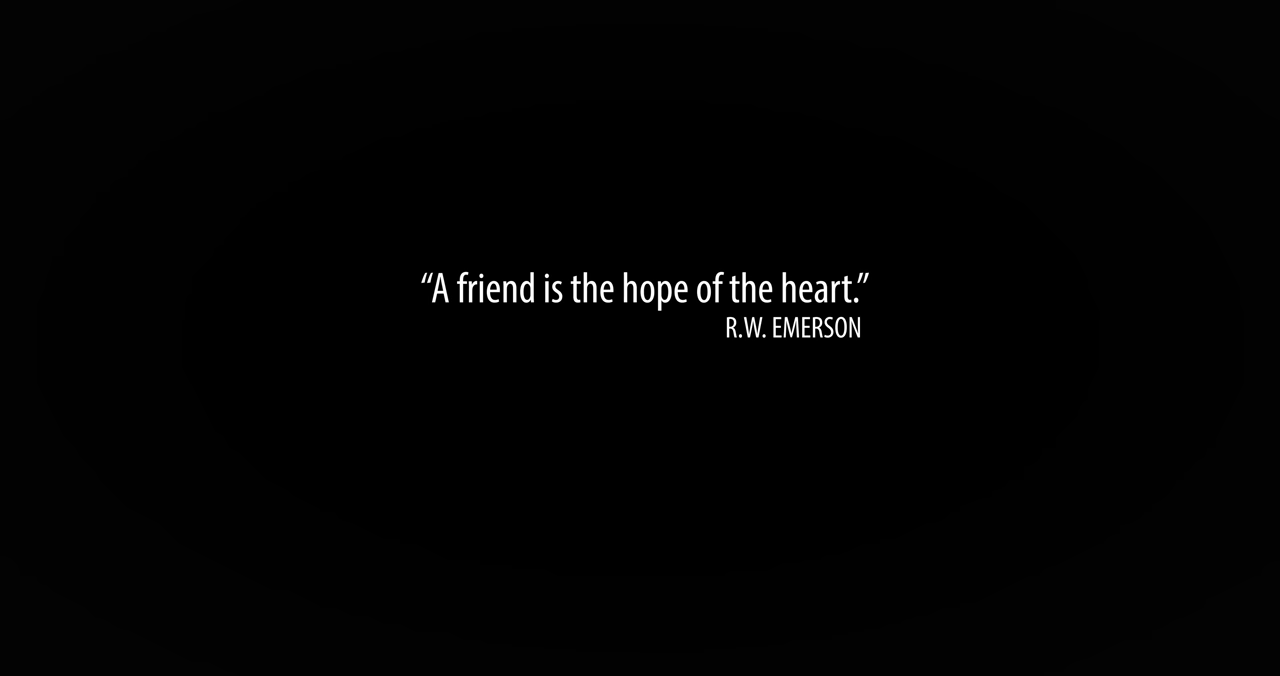 “A friend is the hope of the heart.”
R.W. EMERSON